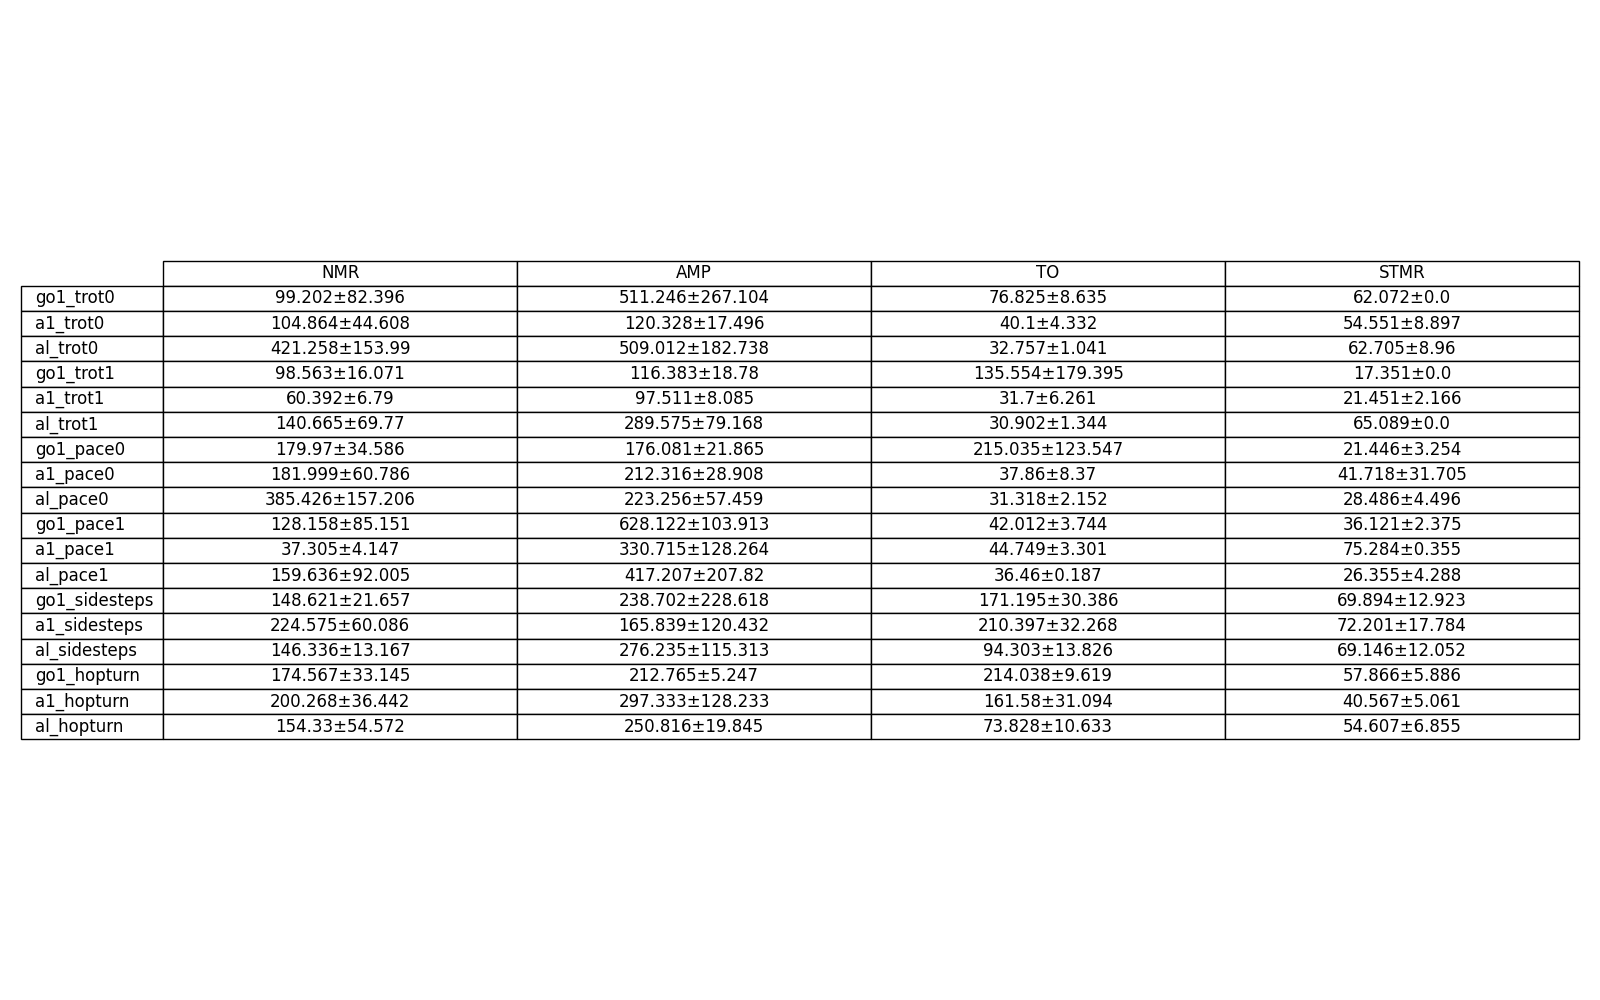 NMR AMP TO STMR
go1_trot0 99.202±82.396 511.246±267.104 76.825±8.635 62.072±0.0
a1_trot0 104.864±44.608 120.328±17.496 40.1±4.332 54.551±8.897
al_trot0 421.258±153.99 509.012±182.738 32.757±1.041 62.705±8.96
go1_trot1 98.563±16.071 116.383±18.78 135.554±179.395 17.351±0.0
a1_trot1 60.392±6.79 97.511±8.085 31.7±6.261 21.451±2.166
al_trot1 140.665±69.77 289.575±79.168 30.902±1.344 65.089±0.0
go1_pace0 179.97±34.586 176.081±21.865 215.035±123.547 21.446±3.254
a1_pace0 181.999±60.786 212.316±28.908 37.86±8.37 41.718±31.705
al_pace0 385.426±157.206 223.256±57.459 31.318±2.152 28.486±4.496
go1_pace1 128.158±85.151 628.122±103.913 42.012±3.744 36.121±2.375
a1_pace1 37.305±4.147 330.715±128.264 44.749±3.301 75.284±0.355
al_pace1 159.636±92.005 417.207±207.82 36.46±0.187 26.355±4.288
go1_sidesteps 148.621±21.657 238.702±228.618 171.195±30.386 69.894±12.923
a1_sidesteps 224.575±60.086 165.839±120.432 210.397±32.268 72.201±17.784
al_sidesteps 146.336±13.167 276.235±115.313 94.303±13.826 69.146±12.052
go1_hopturn 174.567±33.145 212.765±5.247 214.038±9.619 57.866±5.886
a1_hopturn 200.268±36.442 297.333±128.233 161.58±31.094 40.567±5.061
al_hopturn 154.33±54.572 250.816±19.845 73.828±10.633 54.607±6.855